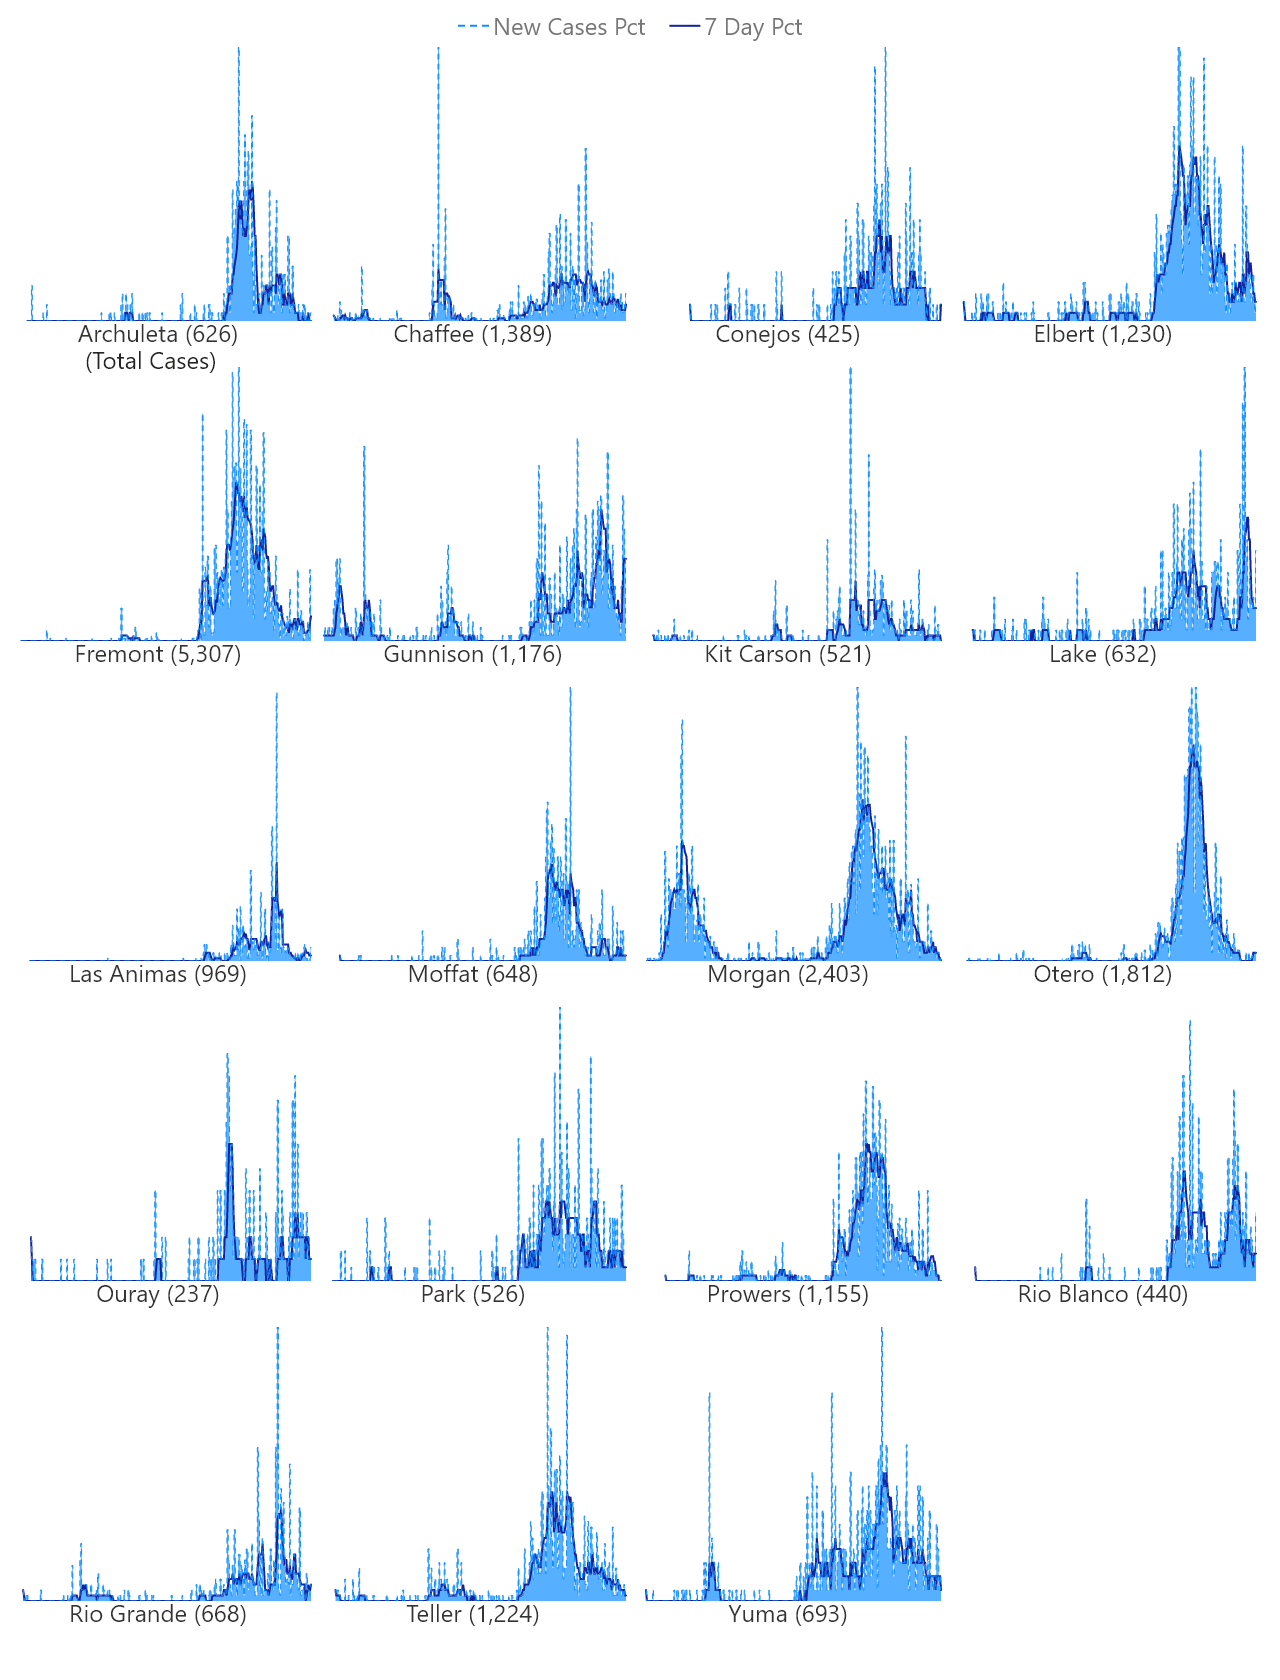 New Cases Pct 7 Day Pct
Archuleta (626) Chaffee (1,389) Conejos (425) Elbert (1,230)
(Total Cases)
Fremont (5,307) Gunnison (1,176) Kit Carson (521) Lake (632)
Las Animas (969) Moffat (648) Morgan (2,403) Otero (1,812)
Ouray (237) Park (526) Prowers (1,155) Rio Blanco (440)
Rio Grande (668) Teller (1,224) Yuma (693)